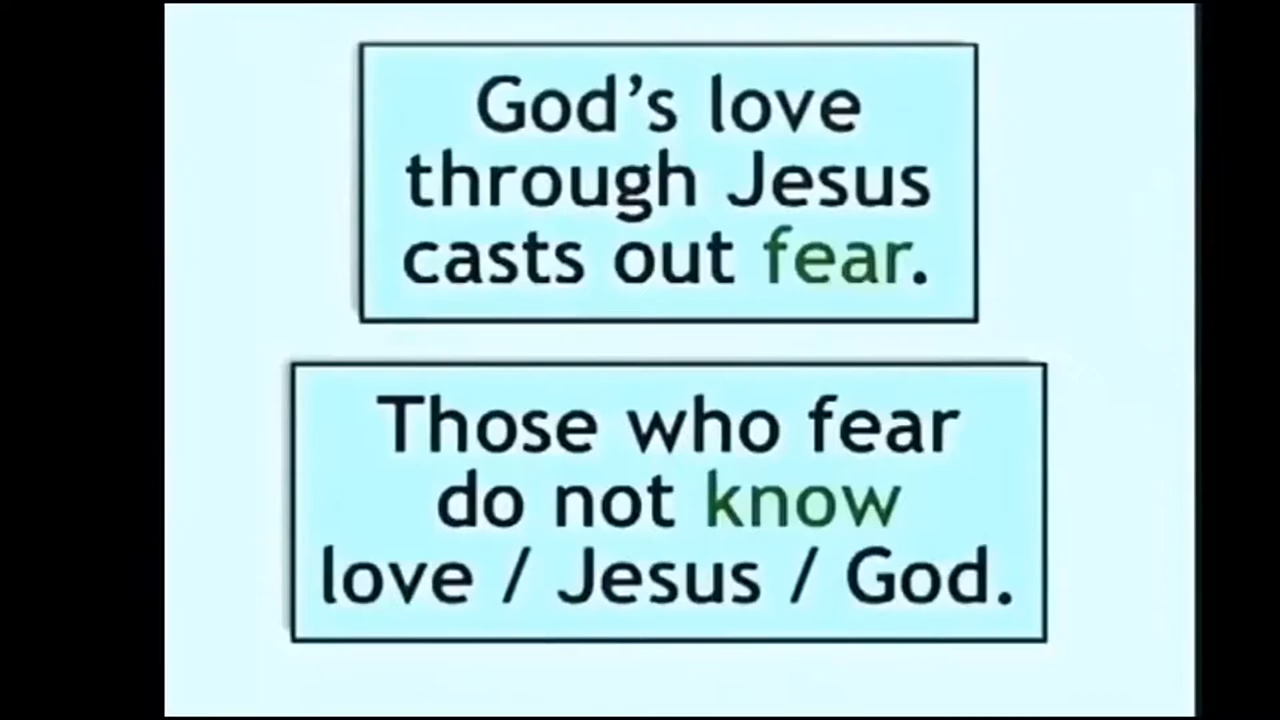 God’s love
through Jesus
casts out fear.
Those who fear
do not know
love / Jesus / God.